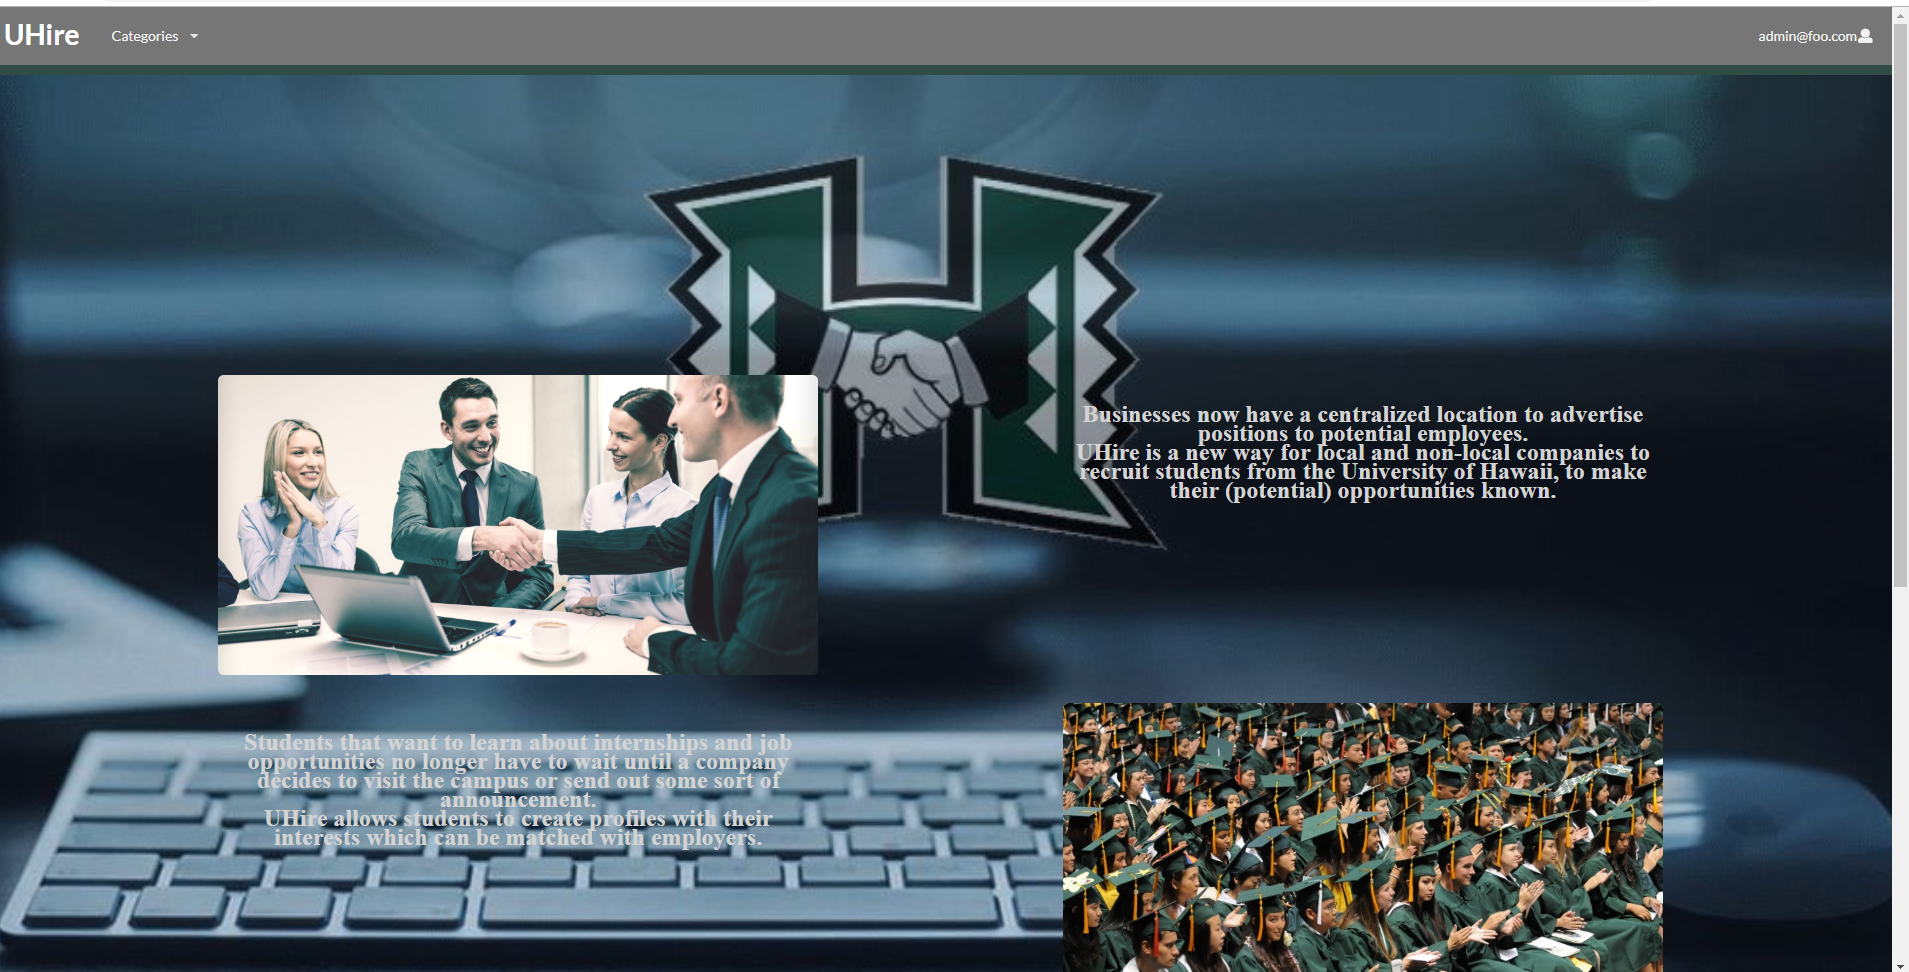 UHire
Categories
admin@foo.com
Businesses now have a centralized location to advertise
positions to potential employees.
UHire is a new way for local and non-local companies to
recruit students from the University of Hawaii, to make
their (potential) opportunities known.
Students that want to learn about internships and job
opportunities no longer have to wait until a company
decides to visit the campus or send out some sort of
announcement.
UHire allows students to create profiles with their
interests which can be matched with employers.